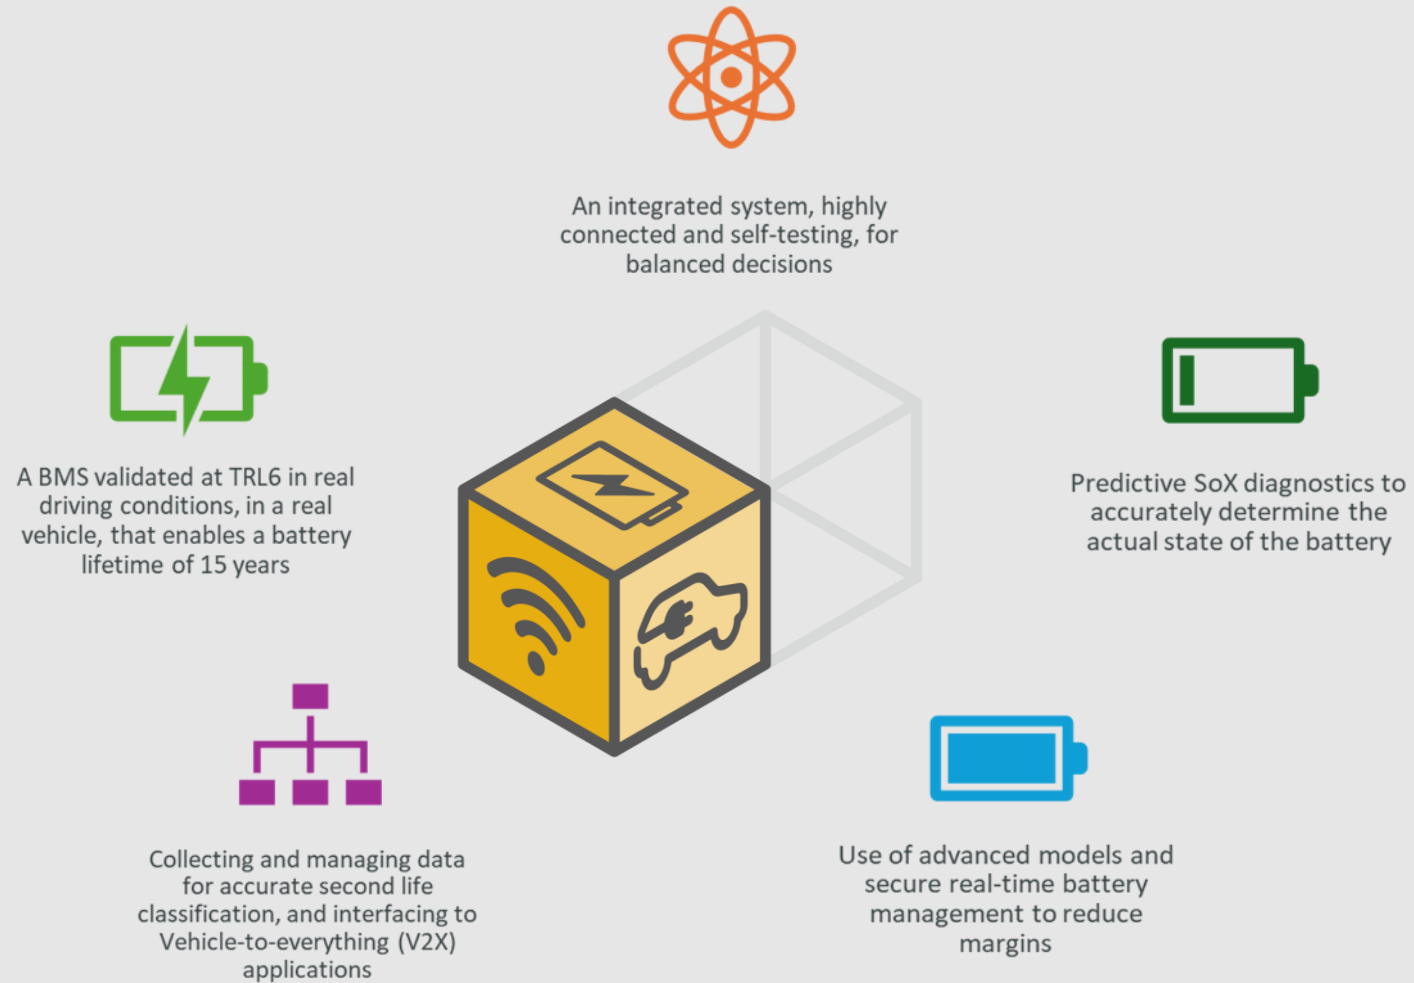 An integrated system, highly
connected and self-testing, for
balanced decisions
A BMS validated at TRL6 in real
driving conditions, in a real
vehicle, that enables a battery
lifetime of 15 years
Predictive SoX diagnostics to
accurately determine the
actual state of the battery
Collecting and managing data
for accurate second life
classification, and interfacing to
Vehicle-to-everything (V2X)
applications
Use of advanced models and
secure real-time battery
management to reduce
margins